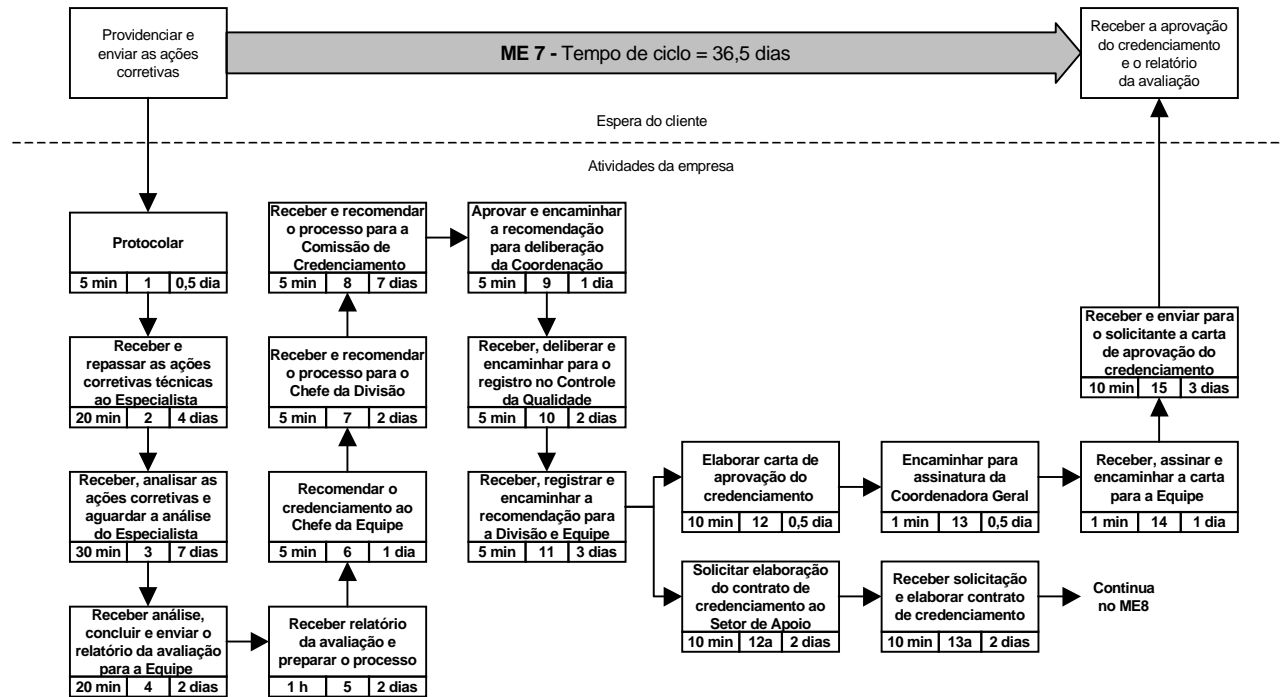 Providenciar e
enviar as ações
corretivas
ME 7 - Tempo de ciclo = 36,5 dias
Receber a aprovação
do credenciamento
e o relatório
da avaliação
Espera do cliente
Atividades da empresa
Protocolar
5 min 1 0,5 dia
Receber e
repassar as ações
corretivas técnicas
ao Especialista
20 min 2 4 dias
Receber, analisar as
ações corretivas e
aguardar a análise
do Especialista
30 min 3 7 dias
Receber análise,
concluir e enviar o
relatório da avaliação
para a Equipe
20 min 4 2 dias
Receber relatório
da avaliação e
preparar o processo
1 h 5 2 dias
Recomendar o
credenciamento ao
Chefe da Equipe
5 min 6 1 dia
Receber e recomendar
o processo para o
Chefe da Divisão
5 min 7 2 dias
Receber e recomendar
o processo para a
Comissão de
Credenciamento
5 min 8 7 dias
Aprovar e encaminhar
a recomendação
para deliberação
da Coordenação
5 min 9 1 dia
Receber, deliberar e
encaminhar para o
registro no Controle
da Qualidade
5 min 10 2 dias
Receber, registrar e
encaminhar a
recomendação para
a Divisão e Equipe
5 min 11 3 dias
Elaborar carta de
aprovação do
credenciamento
10 min 12 0,5 dia
Encaminhar para
assinatura da
Coordenadora Geral
1 min 13 0,5 dia
Receber, assinar e
encaminhar a carta
para a Equipe
1 min 14 1 dia
Receber e enviar para
o solicitante a carta
de aprovação do
credenciamento
10 min 15 3 dias
Solicitar elaboração
do contrato de
credenciamento ao
Setor de Apoio
10 min 12a 2 dias
Receber solicitação
e elaborar contrato
de credenciamento
10 min 13a 2 dias
Continua
no ME8